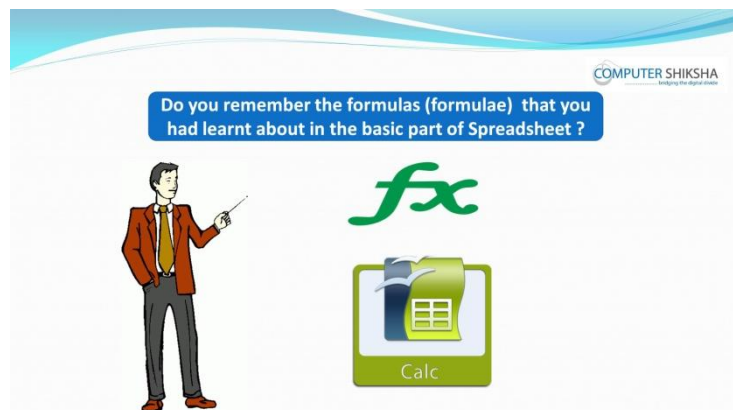 COMPUTER SHIKSHA
bridging the digital divide
Do you remember the formulas (formulae) that you
had learnt about in the basic part of Spreadsheet ?
fx
Calc